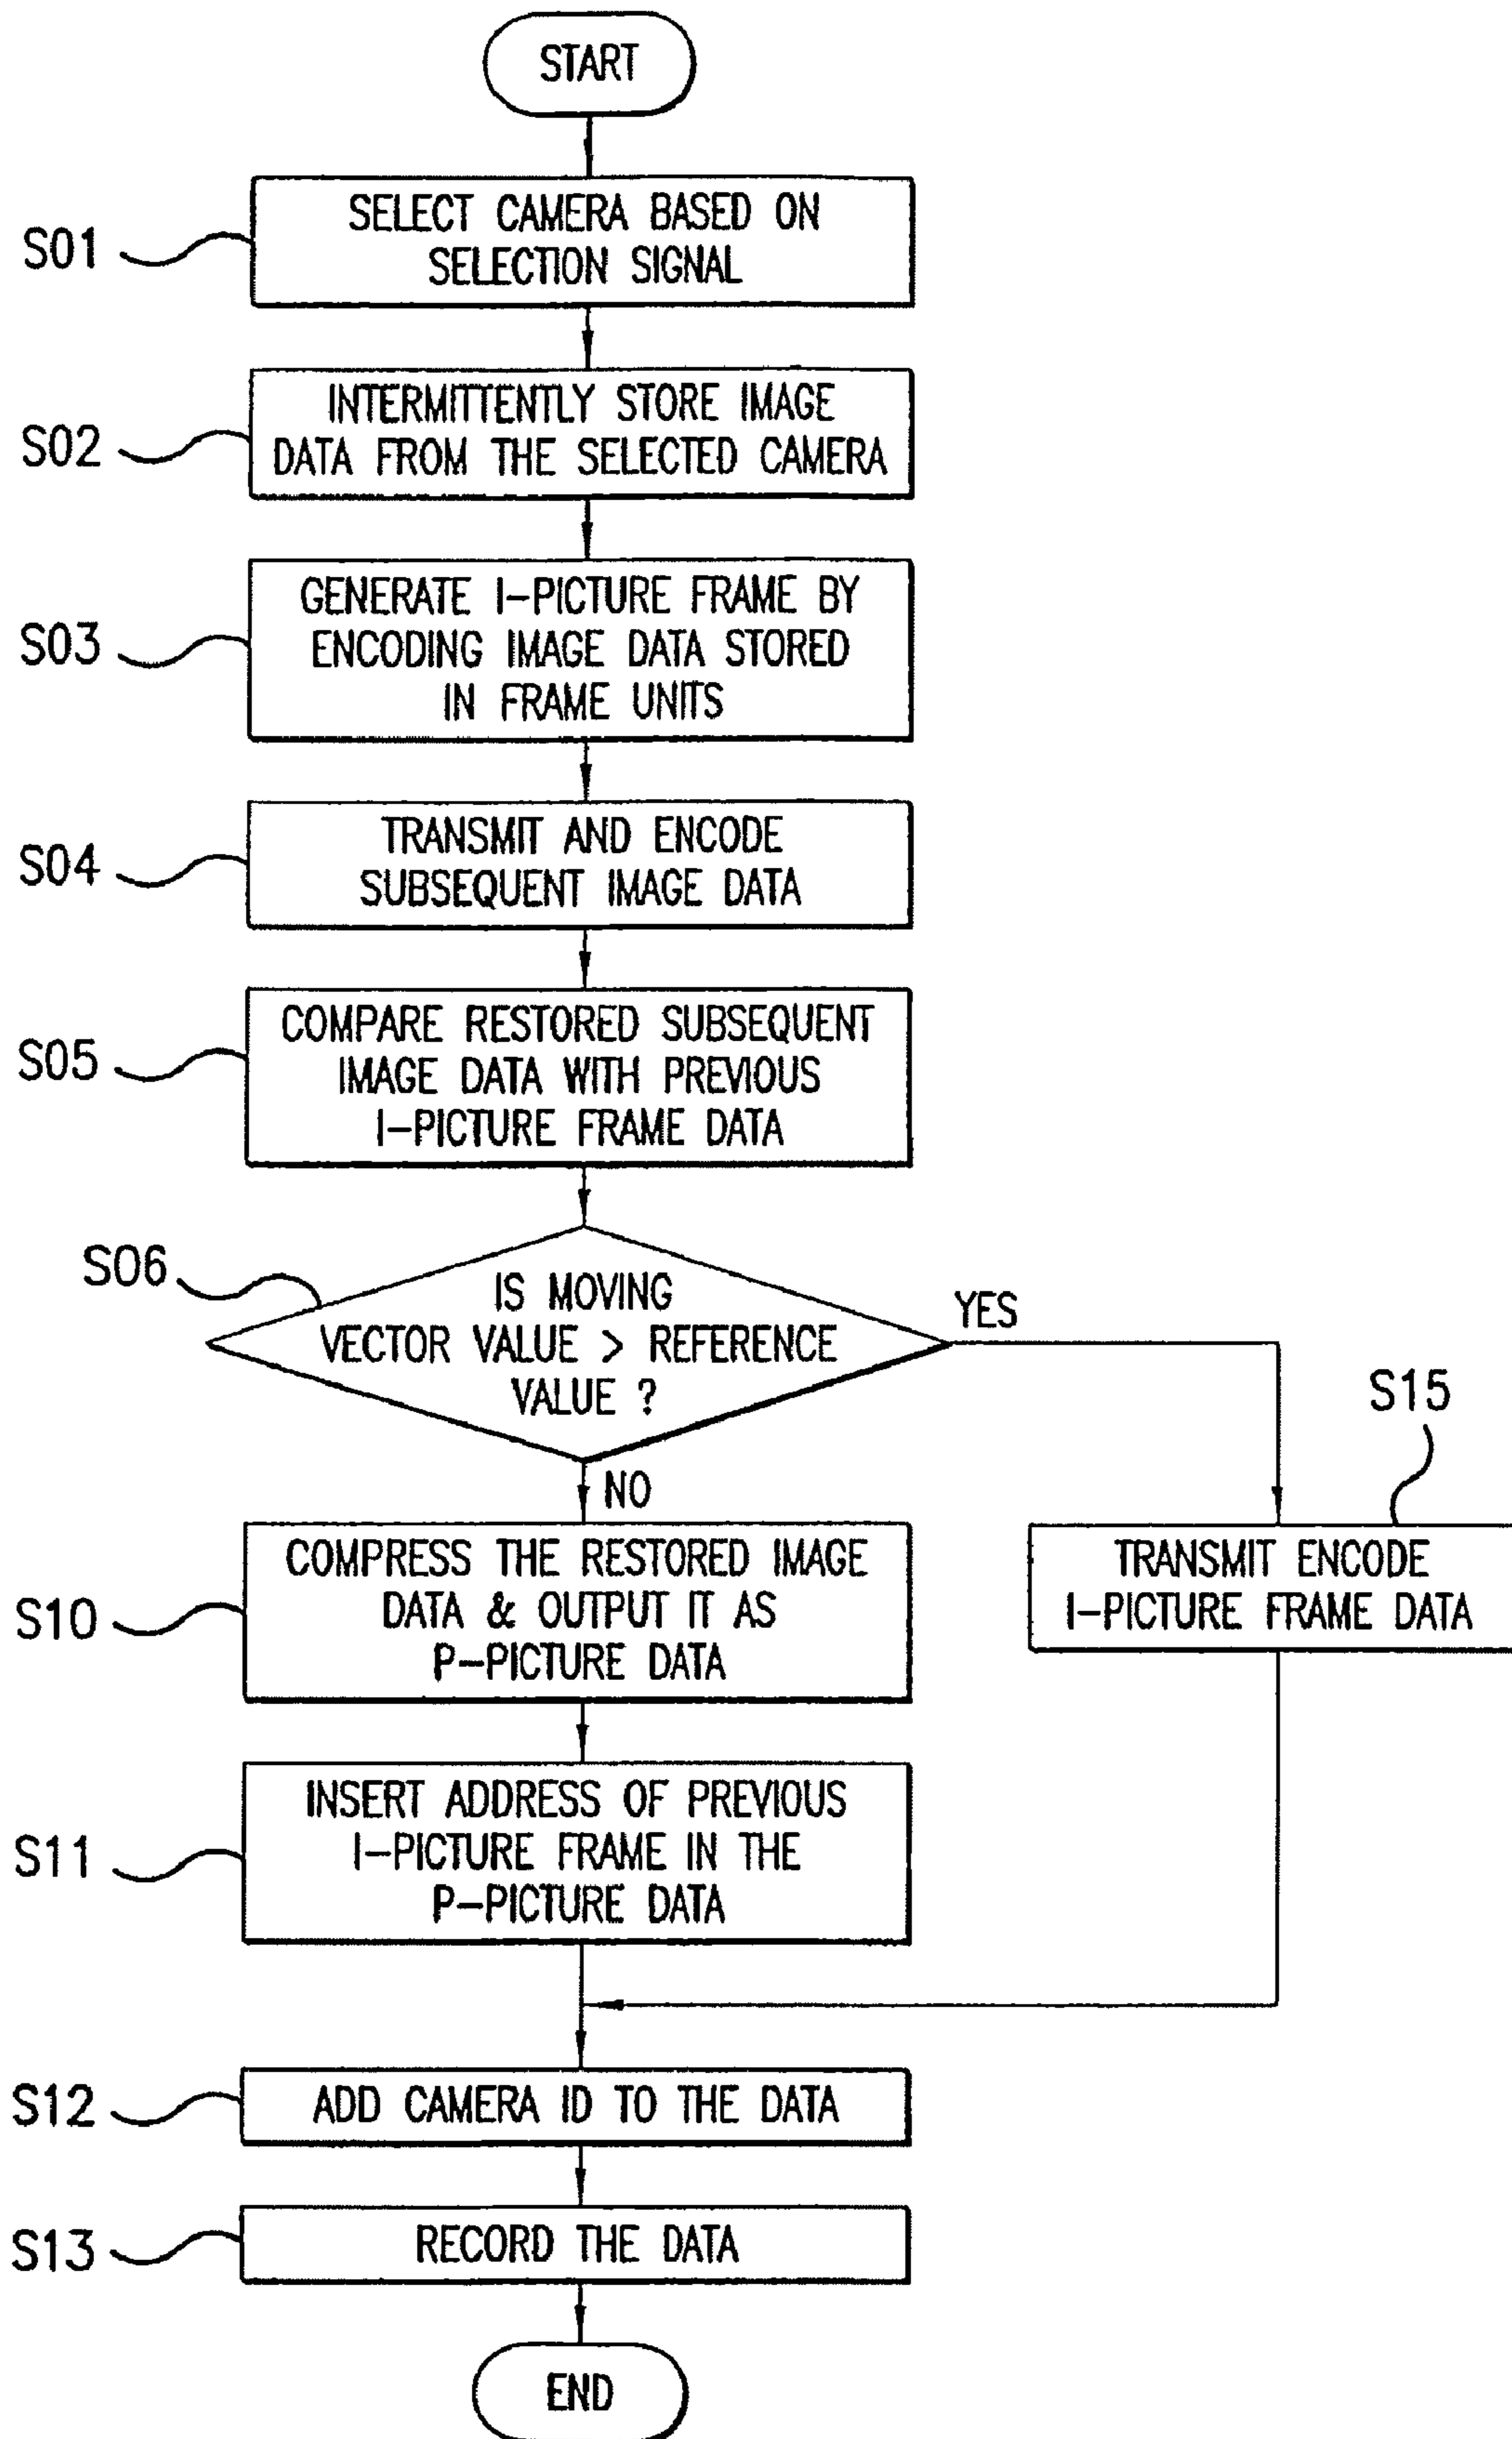 START
S01
SELECT CAMERA BASED ON
SELECTION SIGNAL
S02
INTERMITTENTLY STORE IMAGE
DATA FROM THE SELECTED CAMERA
S03
GENERATE I-PICTURE FRAME BY
ENCODING IMAGE DATA STORED
IN FRAME UNITS
S04
TRANSMIT AND ENCODE
SUBSEQUENT IMAGE DATA
S05
COMPARE RESTORED SUBSEQUENT
IMAGE DATA WITH PREVIOUS
I-PICTURE FRAME DATA
S06
IS MOVING
VECTOR VALUE > REFERENCE
VALUE ?
YES
NO
S10
COMPRESS THE RESTORED IMAGE
DATA & OUTPUT IT AS
P-PICTURE DATA
S15
TRANSMIT ENCODE
I-PICTURE FRAME DATA
S11
INSERT ADDRESS OF PREVIOUS
I-PICTURE FRAME IN THE
P-PICTURE DATA
S12
ADD CAMERA ID TO THE DATA
S13
RECORD THE DATA
END